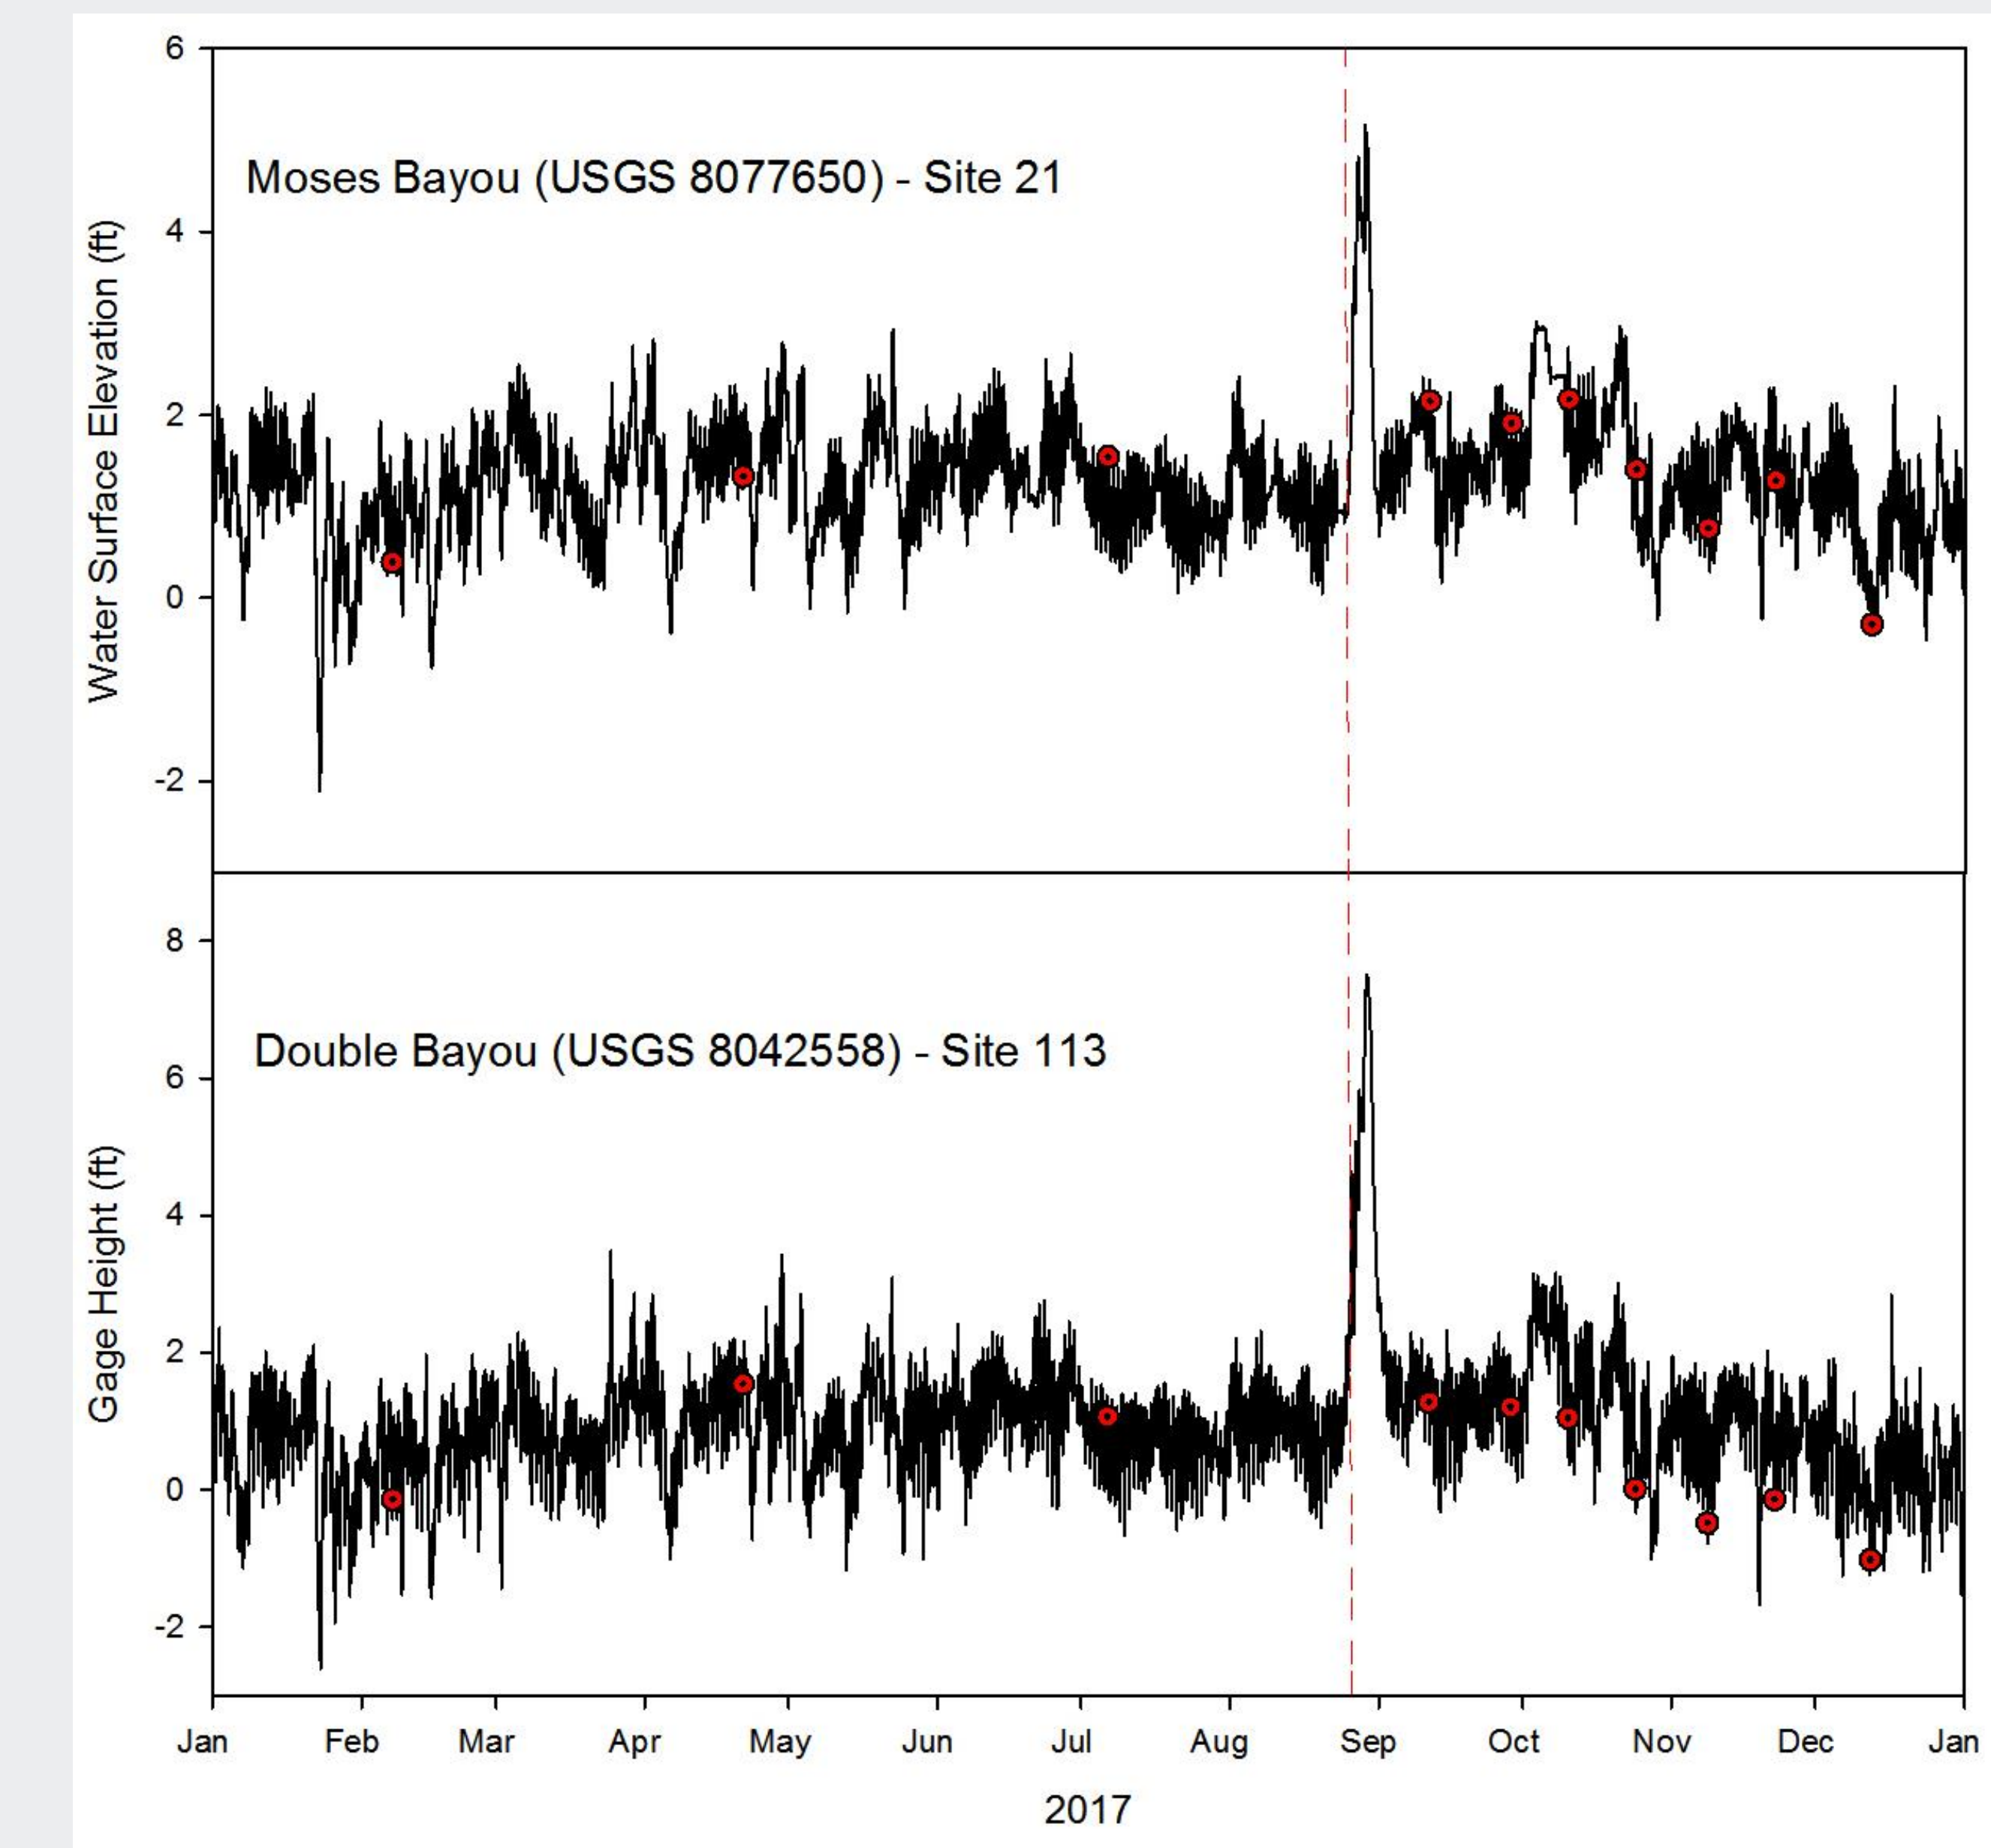 6
Moses Bayou (USGS 8077650) - Site 21
4
2
0
-2
Water Surface Elevation (ft)
8
Double Bayou (USGS 8042558) - Site 113
6
4
2
0
-2
Gage Height (ft)
Jan Feb Mar Apr May Jun Jul Aug Sep Oct Nov Dec Jan
2017